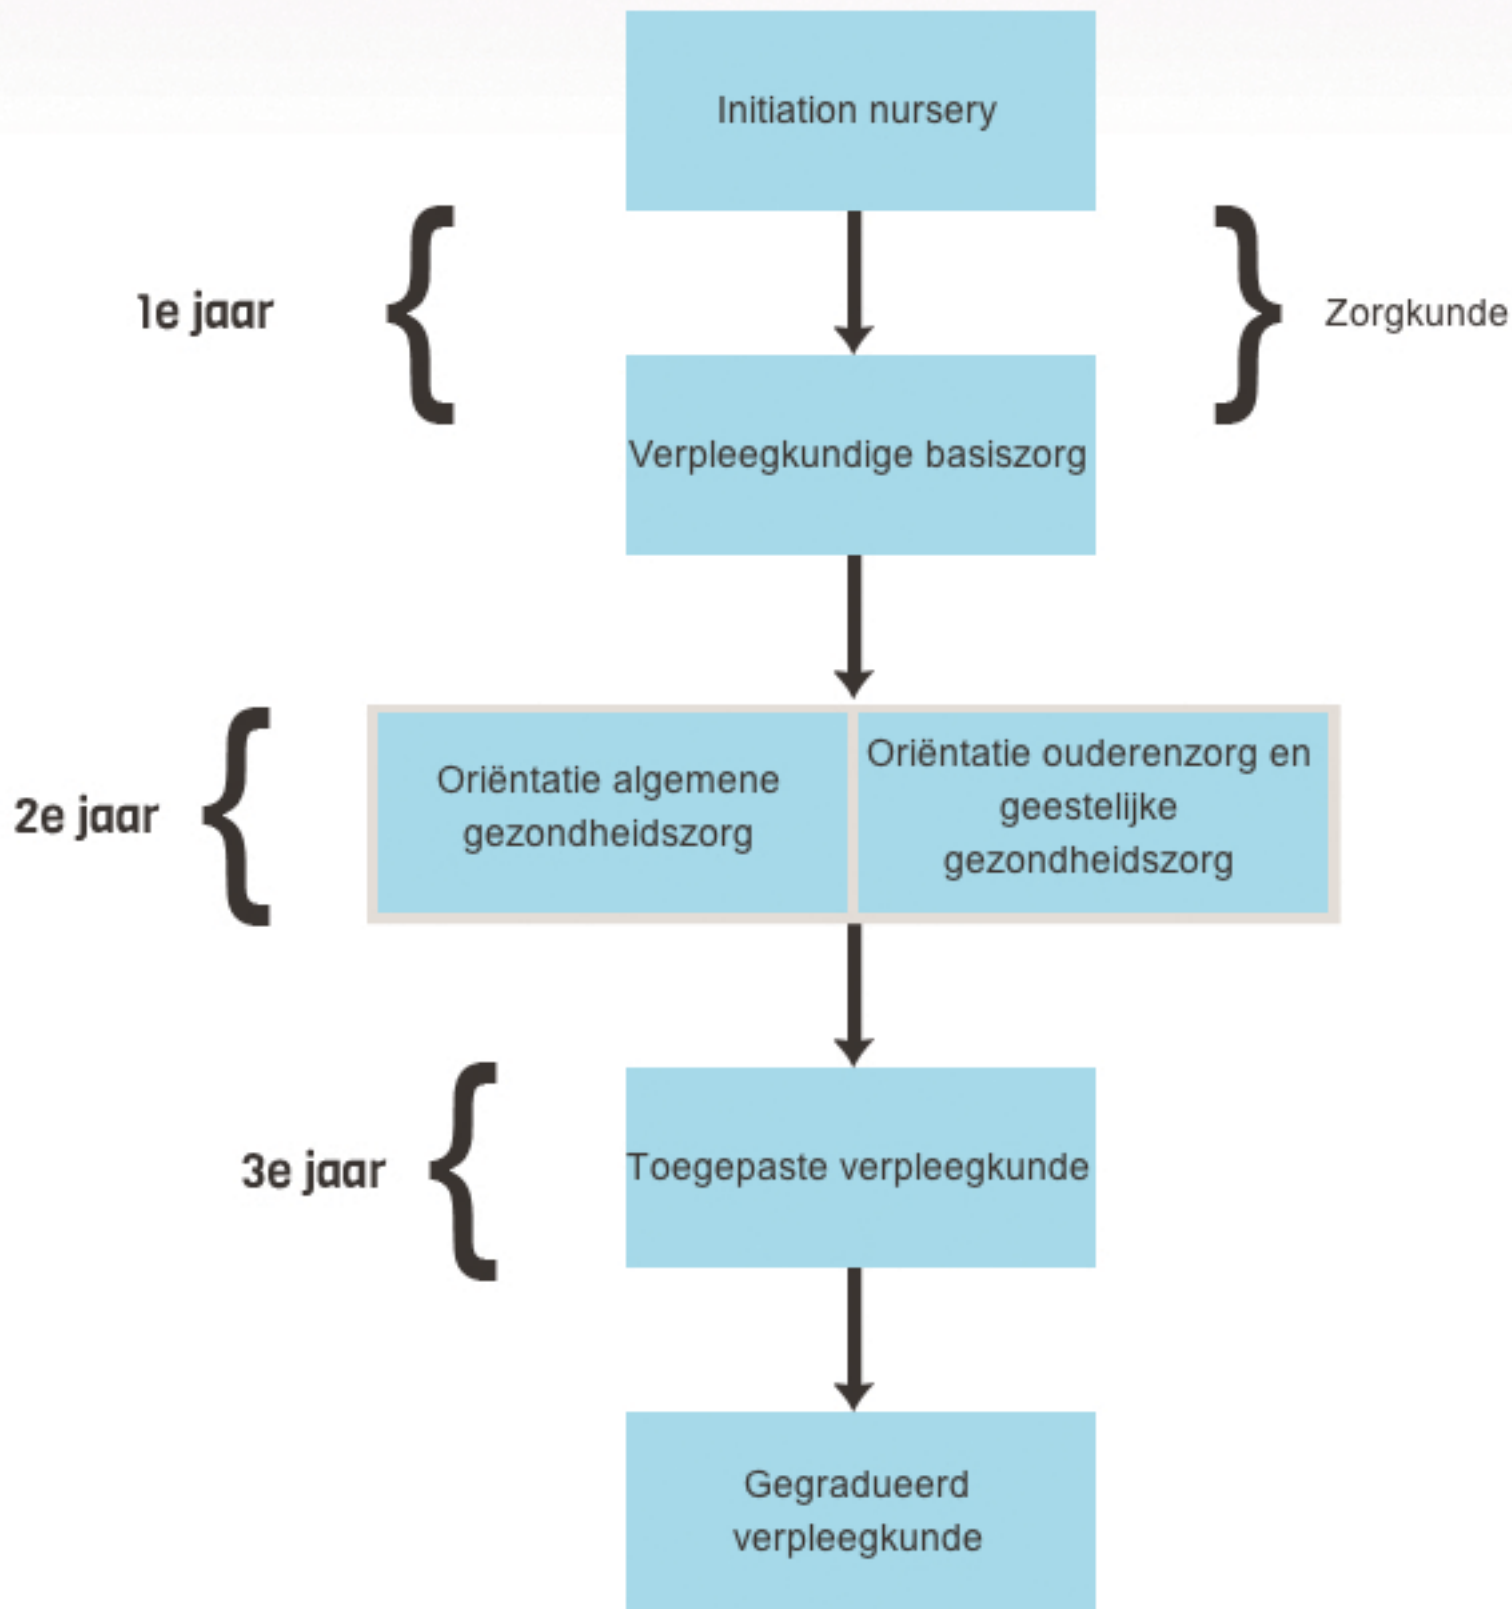 Initiation nursery
1e jaar
Zorgkunde
Verpleegkundige basiszorg
Oriëntatie algemene
gezondheidszorg
Oriëntatie ouderenzorg en
geestelijke
gezondheidszorg
2e jaar
3e jaar
Toegepaste verpleegkunde
Gegradueerd
verpleegkunde